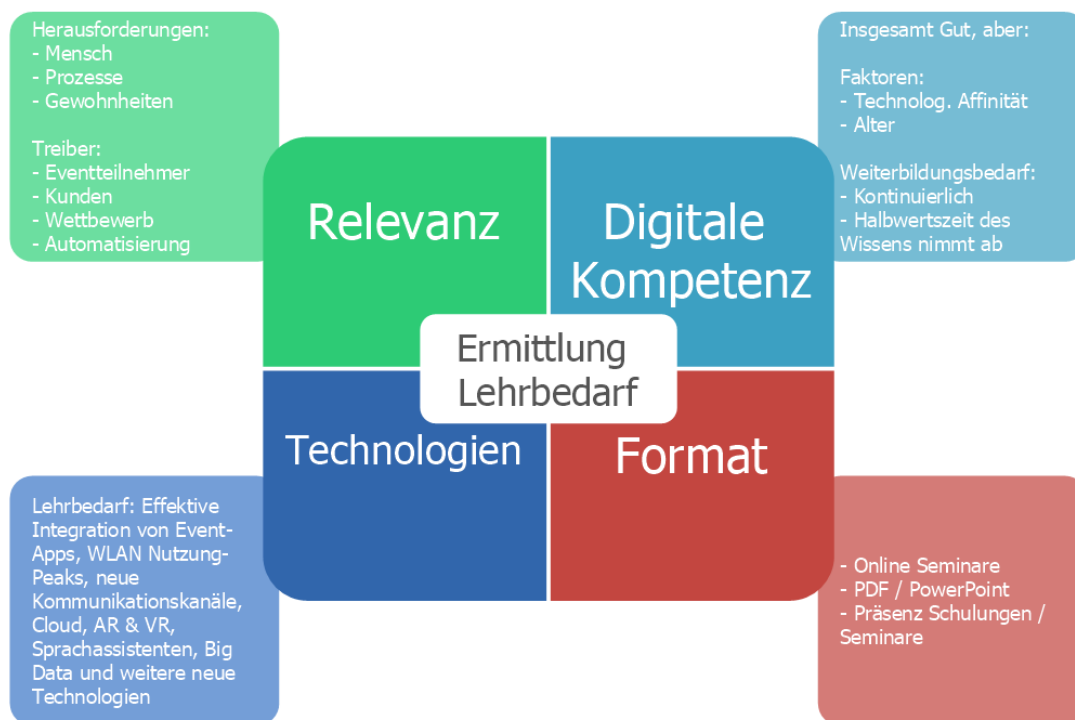 Herausforderungen:
- Mensch
- Prozesse
- Gewohnheiten
Treiber:
- Eventteilnehmer
- Kunden
- Wettbewerb
- Automatisierung
Relevanz
Digitale
Kompetenz
Insgesamt Gut, aber:
Faktoren:
- Technolog. Affinität
- Alter
Weiterbildungsbedarf:
- Kontinuierlich
- Halbwertszeit des
Wissens nimmt ab
Ermittlung
Lehrbedarf
Technologien
Format
Lehrbedarf: Effektive
Integration von Event-
Apps, WLAN Nutzung-
Peaks, neue
Kommunikationskanäle,
Cloud, AR & VR,
Sprachassistenten, Big
Data und weitere neue
Technologien
- Online Seminare
- PDF / PowerPoint
- Präsenz Schulungen /
Seminare